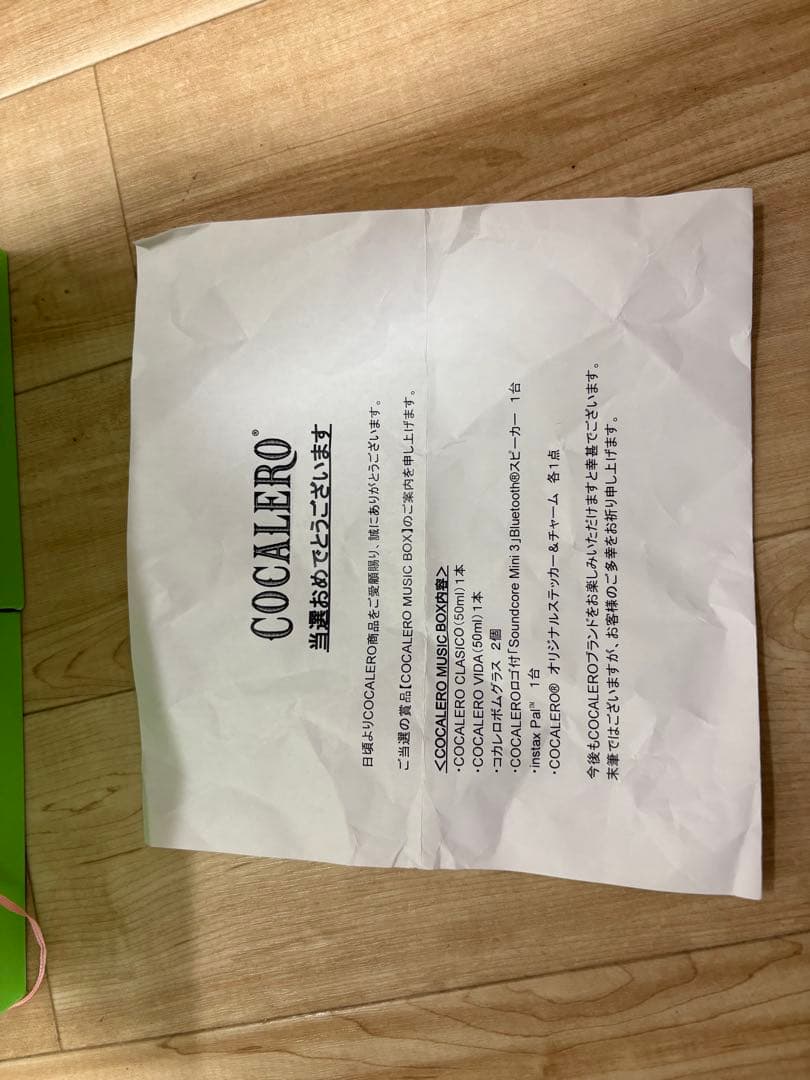 COCALERO®
当選おめでとうございます
日頃よりCOCALERO商品をご愛顧賜り、誠にありがとうございます。
ご当選の賞品【COCALERO MUSIC BOX】のご案内を申し上げます。
＜COCALERO MUSIC BOX内容＞
・COCALERO CLASICO（50ml）1本
・COCALERO VIDA（50ml）1本
・コカレロボムグラス 2個
・COCALEROロゴ付「Soundcore Mini 3」Bluetooth®スピーカー 1台
・instax Pal™ 1台
・COCALERO® オリジナルステッカー＆チャーム 各1点
今後もCOCALEROブランドをお楽しみいただけますと幸甚でございます。
末筆ではございますが、お客様のご多幸をお祈り申し上げます。